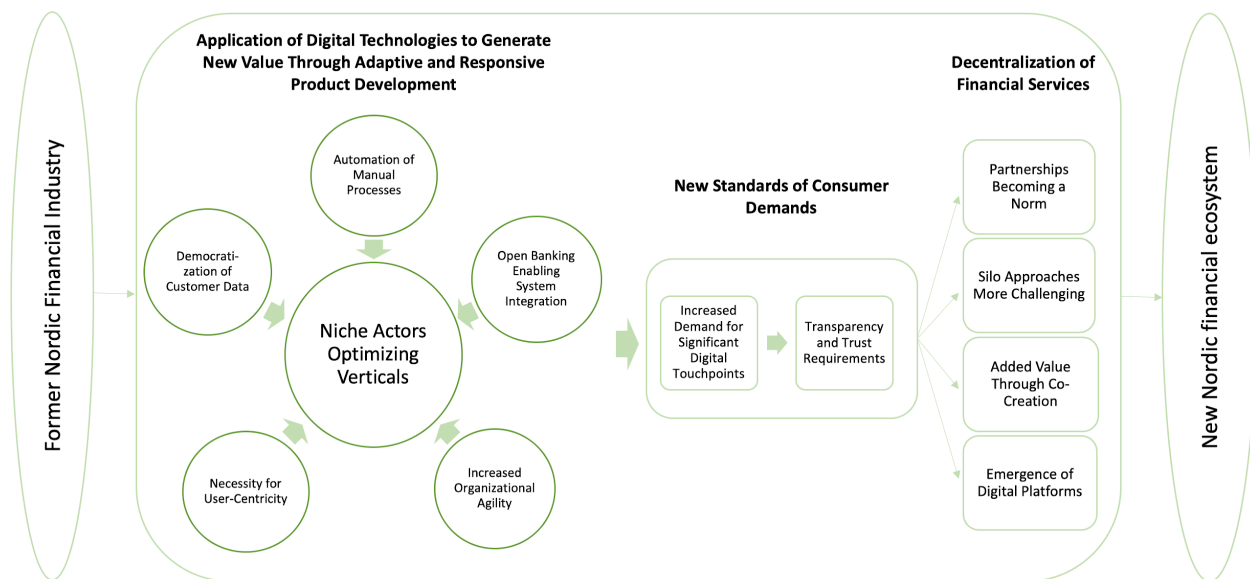 Former Nordic Financial Industry
Application of Digital Technologies to Generate
New Value Through Adaptive and Responsive
Product Development
Automation of
Manual
Processes
Democrati-
zation of
Customer Data
Open Banking
Enabling
System
Integration
Niche Actors
Optimizing
Verticals
Necessity for
User-Centricity
Increased
Organizational
Agility
New Standards of Consumer
Demands
Increased
Demand for
Significant
Digital
Touchpoints
Transparency
and Trust
Requirements
Decentralization of
Financial Services
Partnerships
Becoming a
Norm
Silo Approaches
More Challenging
Added Value
Through Co-
Creation
Emergence of
Digital Platforms
New Nordic financial ecosystem